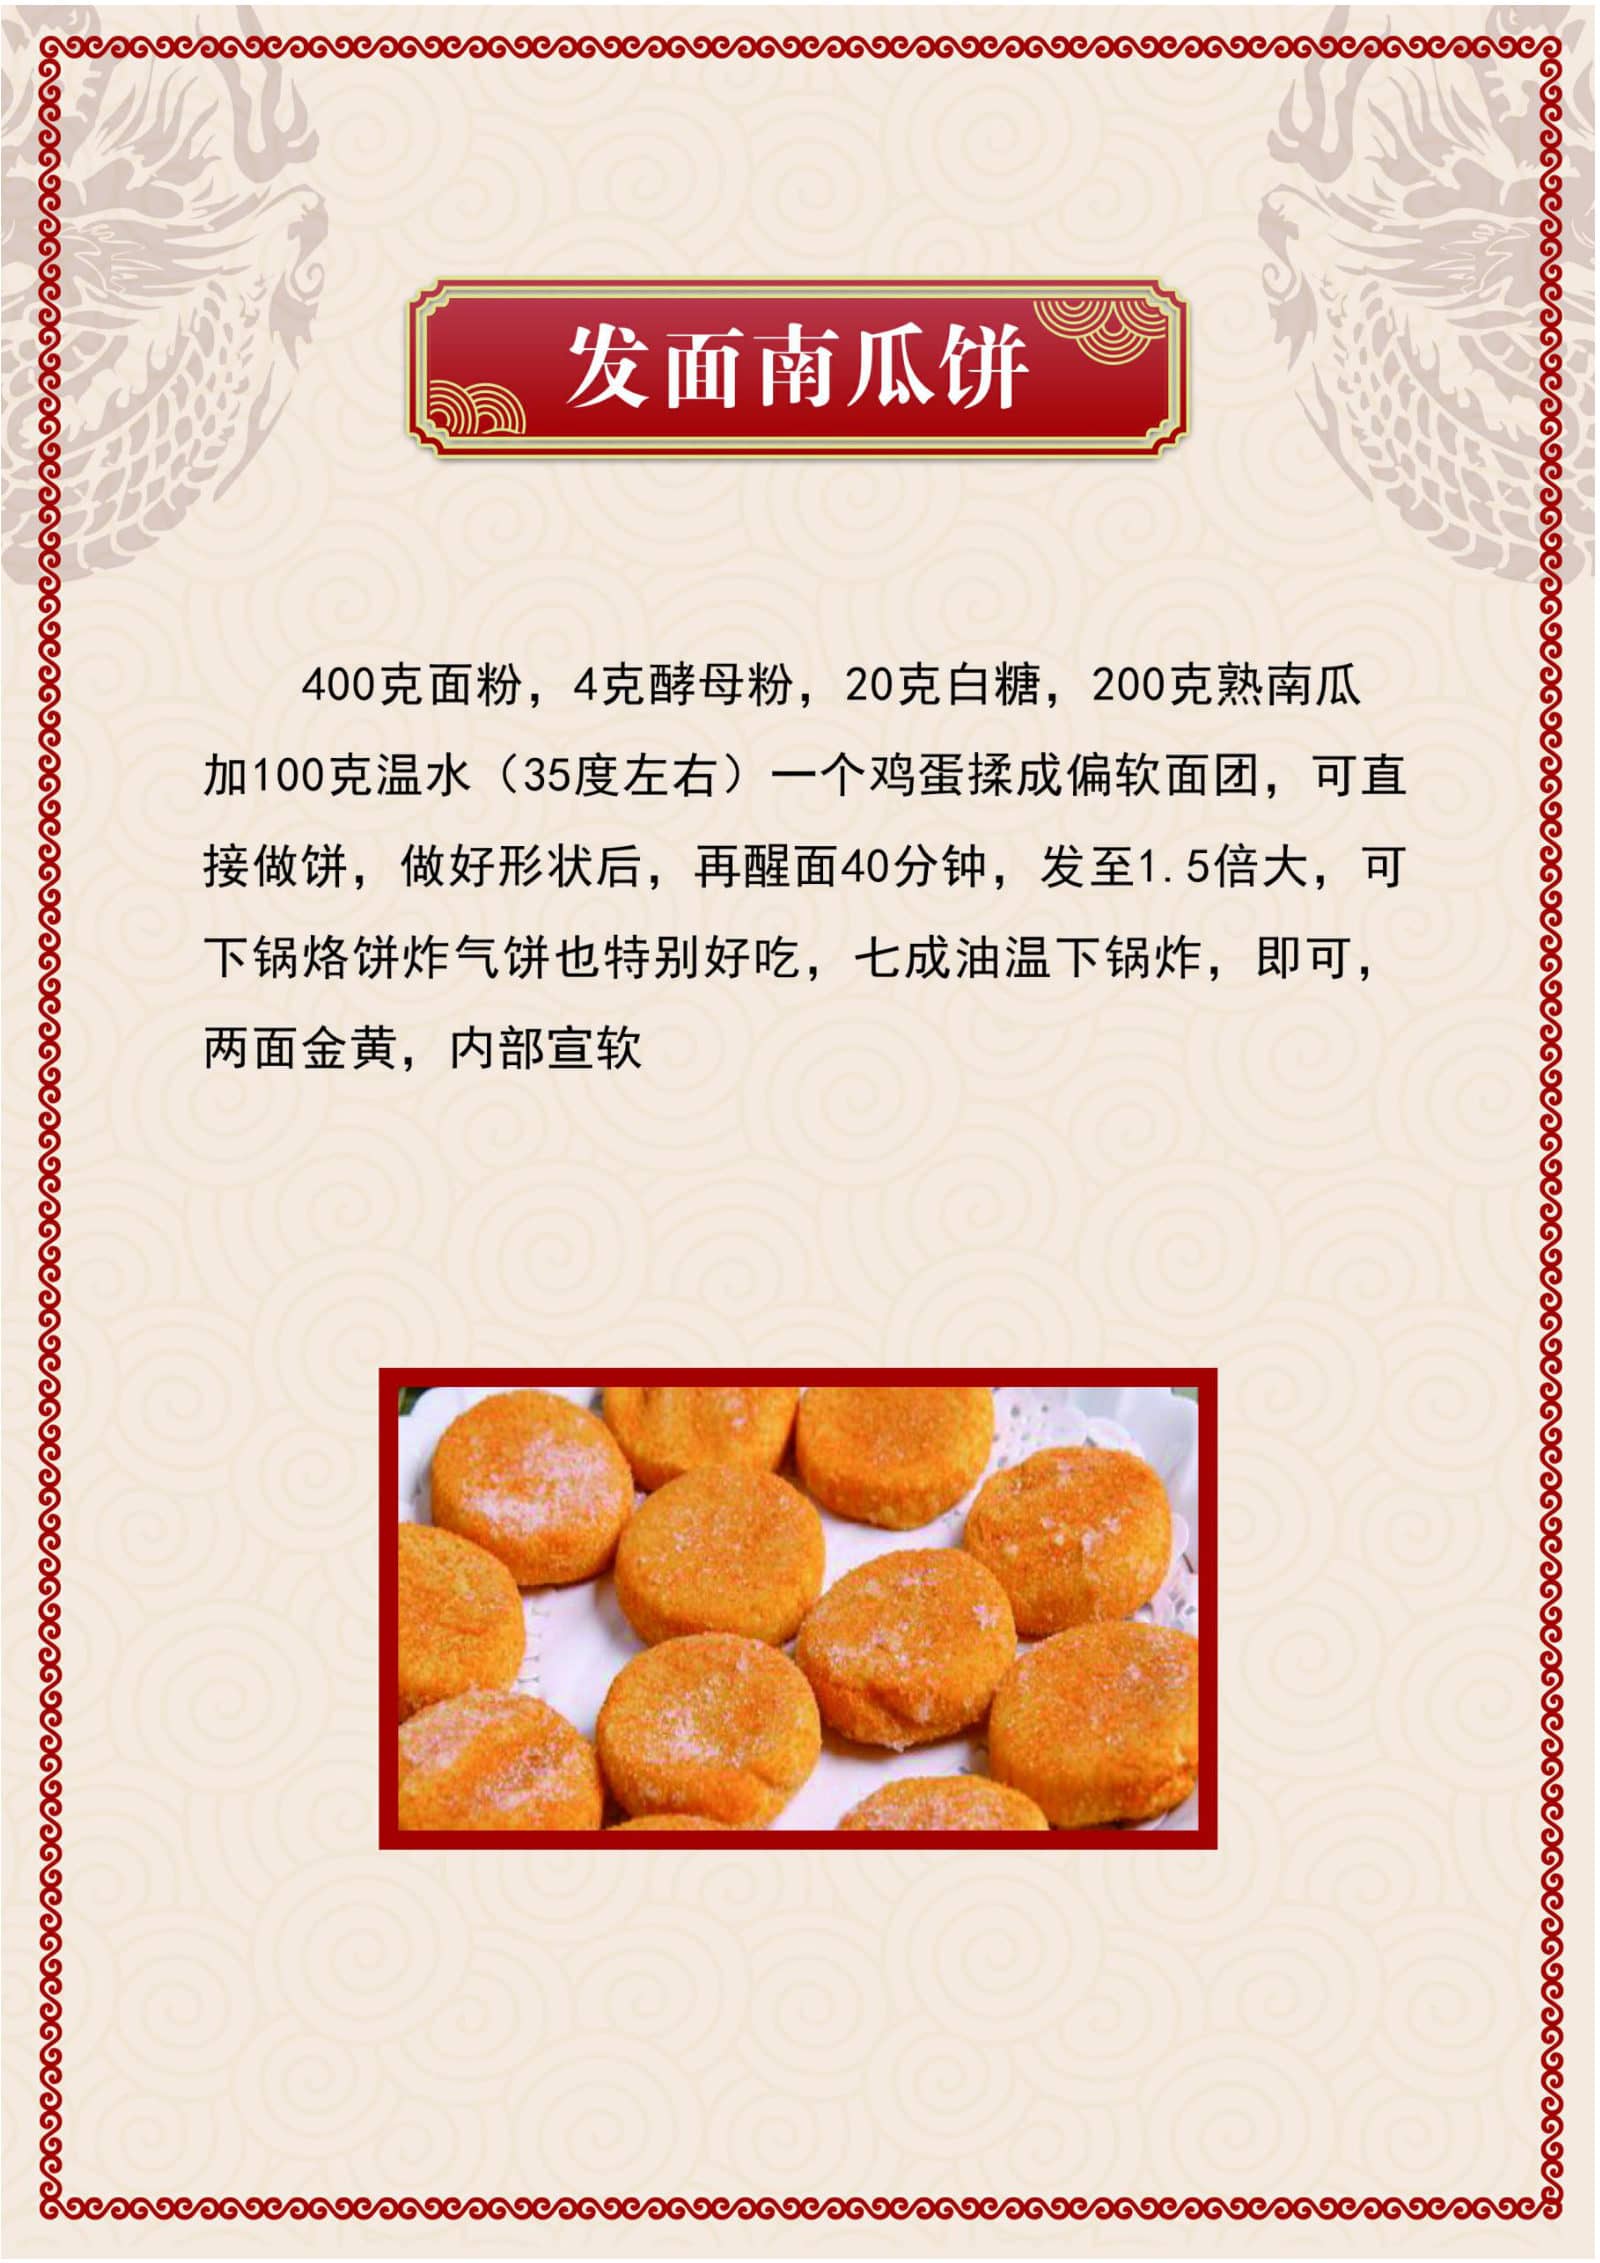 发面南瓜饼
400克面粉，4克酵母粉，20克白糖，200克熟南瓜
加100克温水（35度左右）一个鸡蛋揉成偏软面团，可直
接做饼，做好形状后，再醒面40分钟，发至1.5倍大，可
下锅烙饼炸气饼也特别好吃，七成油温下锅炸，即可，
两面金黄，内部宣软